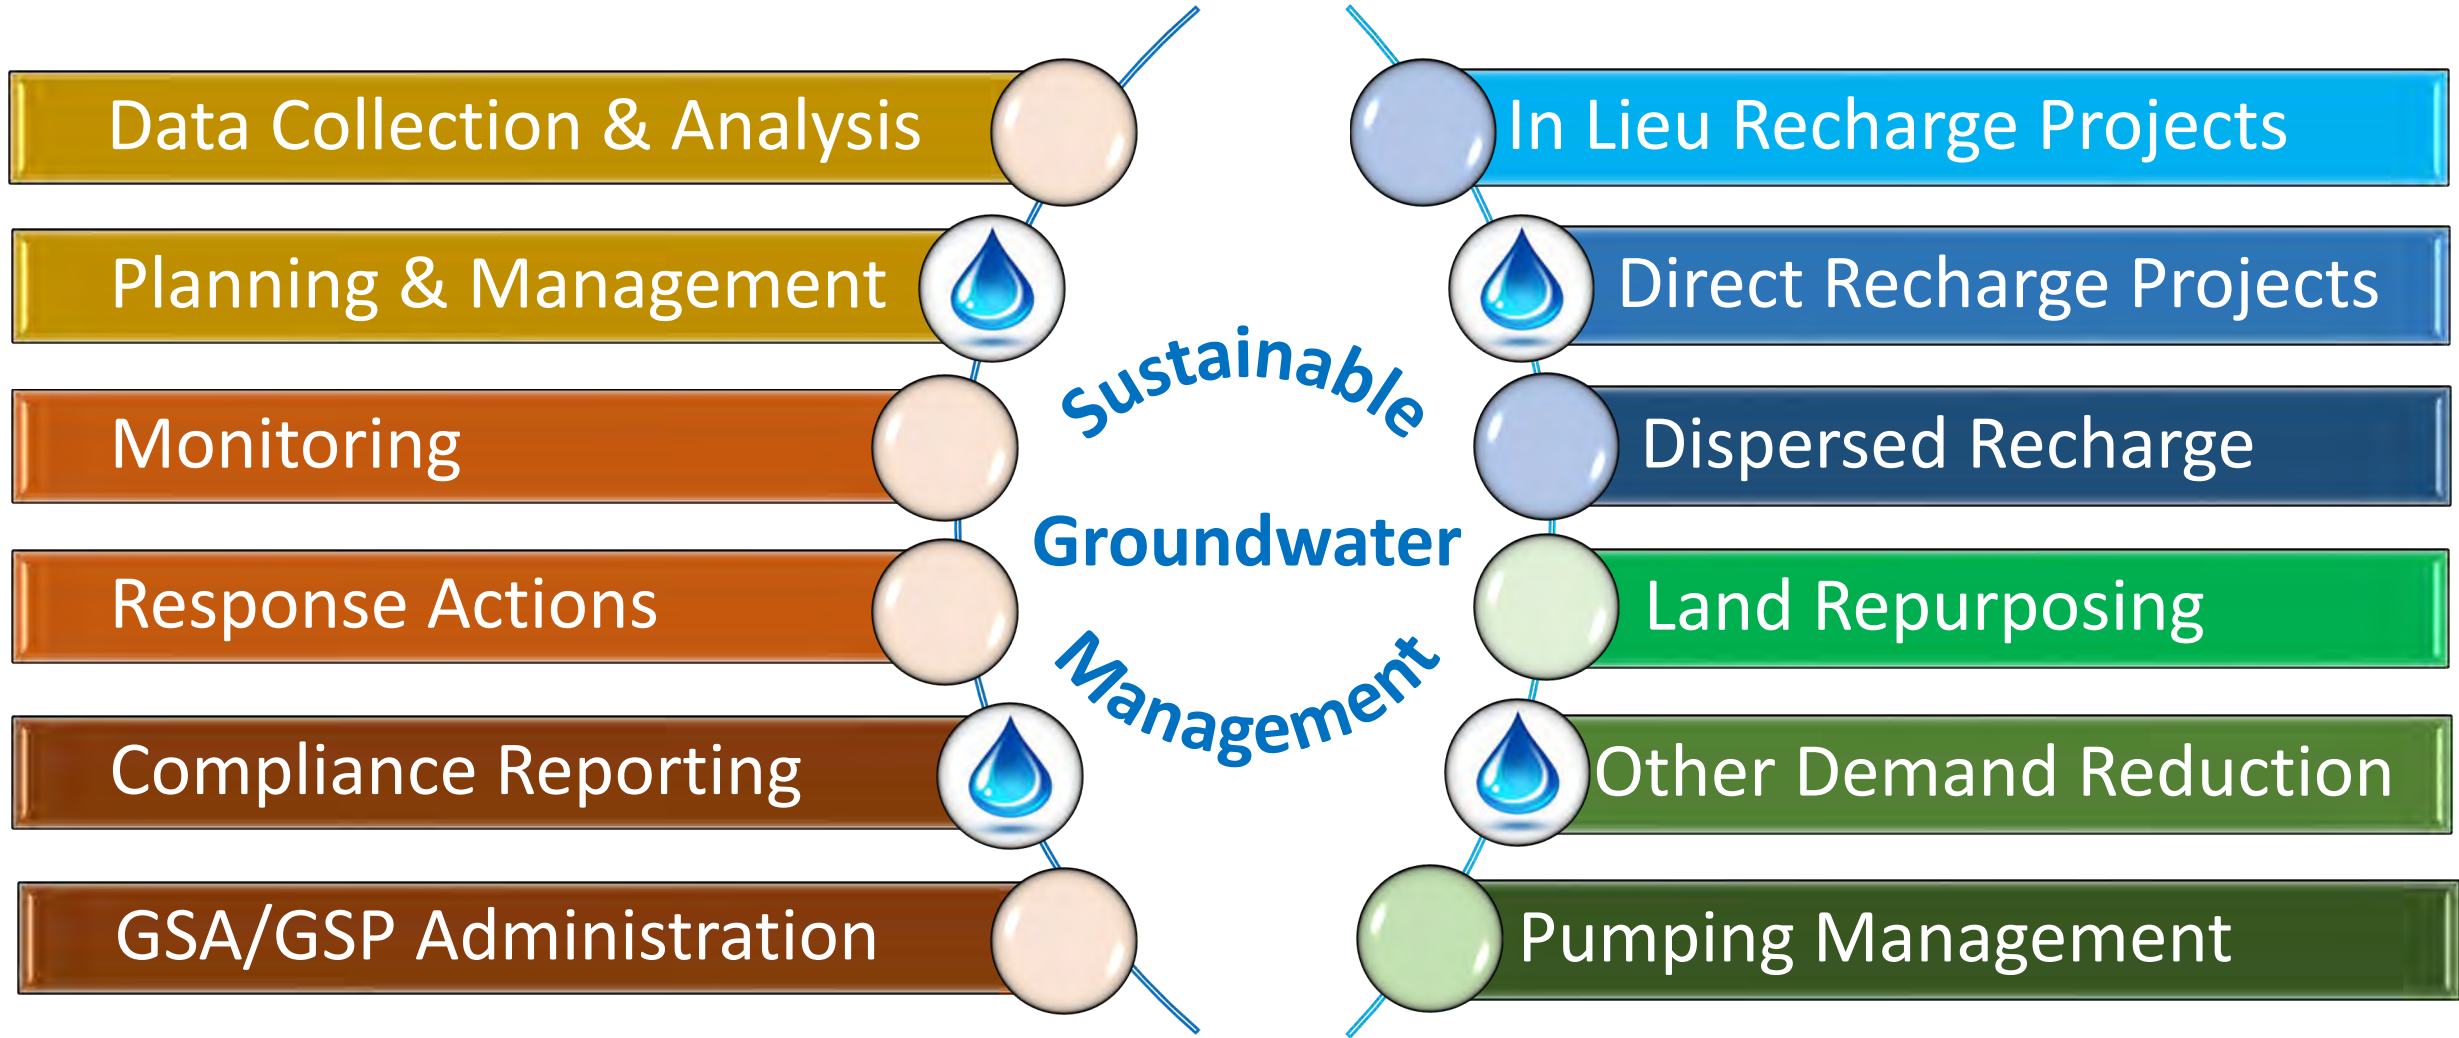 Data Collection & Analysis
Planning & Management
Monitoring
Response Actions
Compliance Reporting
GSA/GSP Administration
Sustainable
Groundwater
Management
In Lieu Recharge Projects
Direct Recharge Projects
Dispersed Recharge
Land Repurposing
Other Demand Reduction
Pumping Management